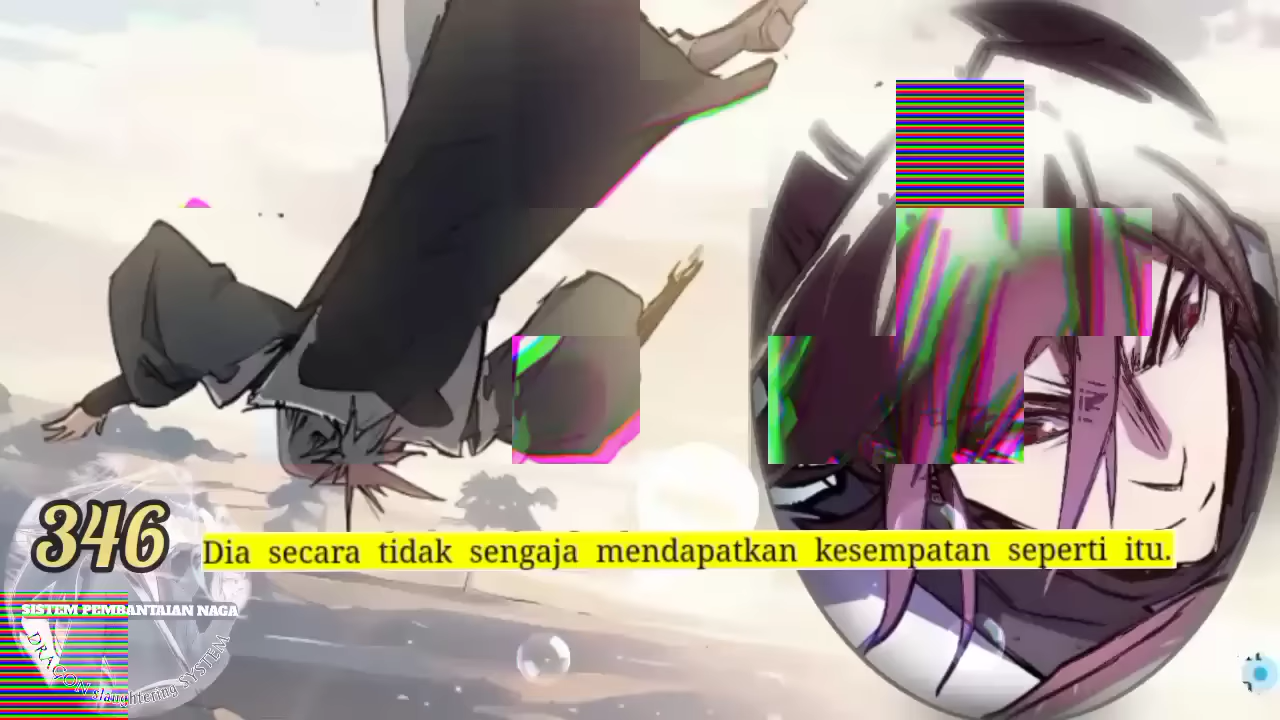 346
Dia secara tidak sengaja mendapatkan kesempatan seperti itu.
SISTEM PEMBANTAIAN NAGA
DRAGON slaughtering SYSTEM